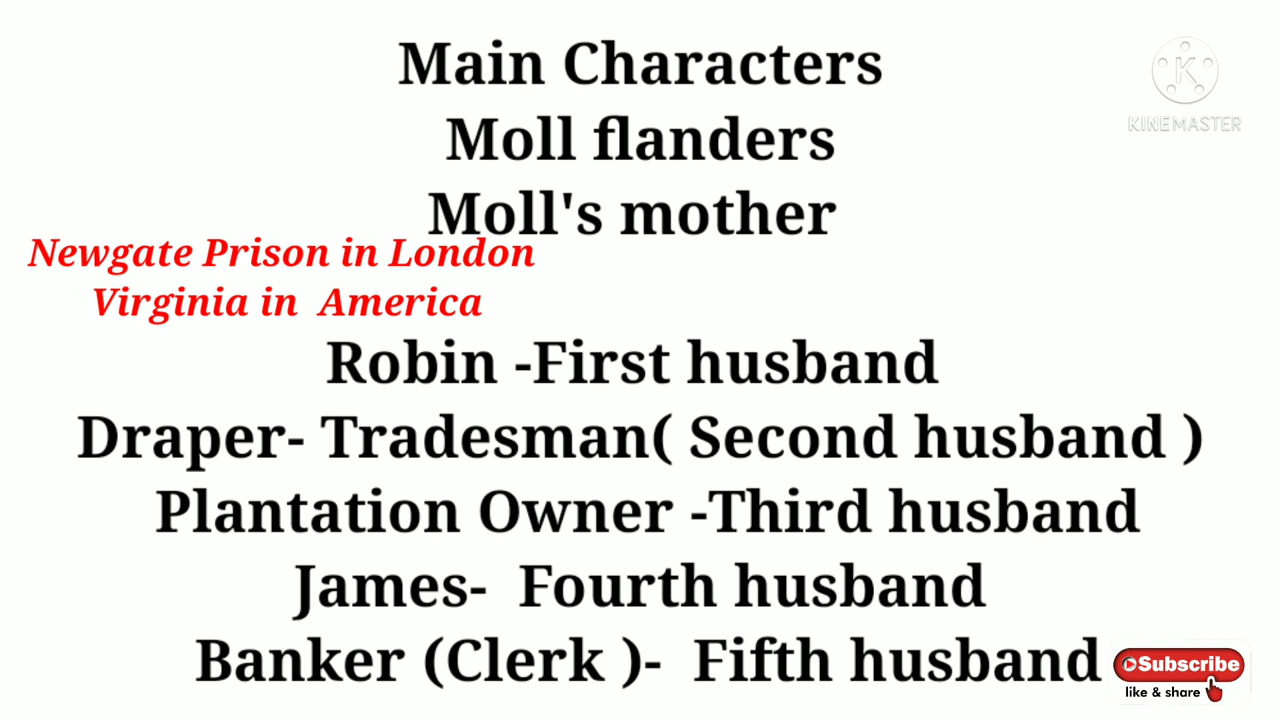 Main Characters
K
KINEMASTER
Moll flanders
Moll's mother
Newgate Prison in London
Virginia in America
Robin -First husband
Draper- Tradesman( Second husband )
Plantation Owner -Third husband
James- Fourth husband
Banker (Clerk )- Fifth husband
Subscribe
like & share